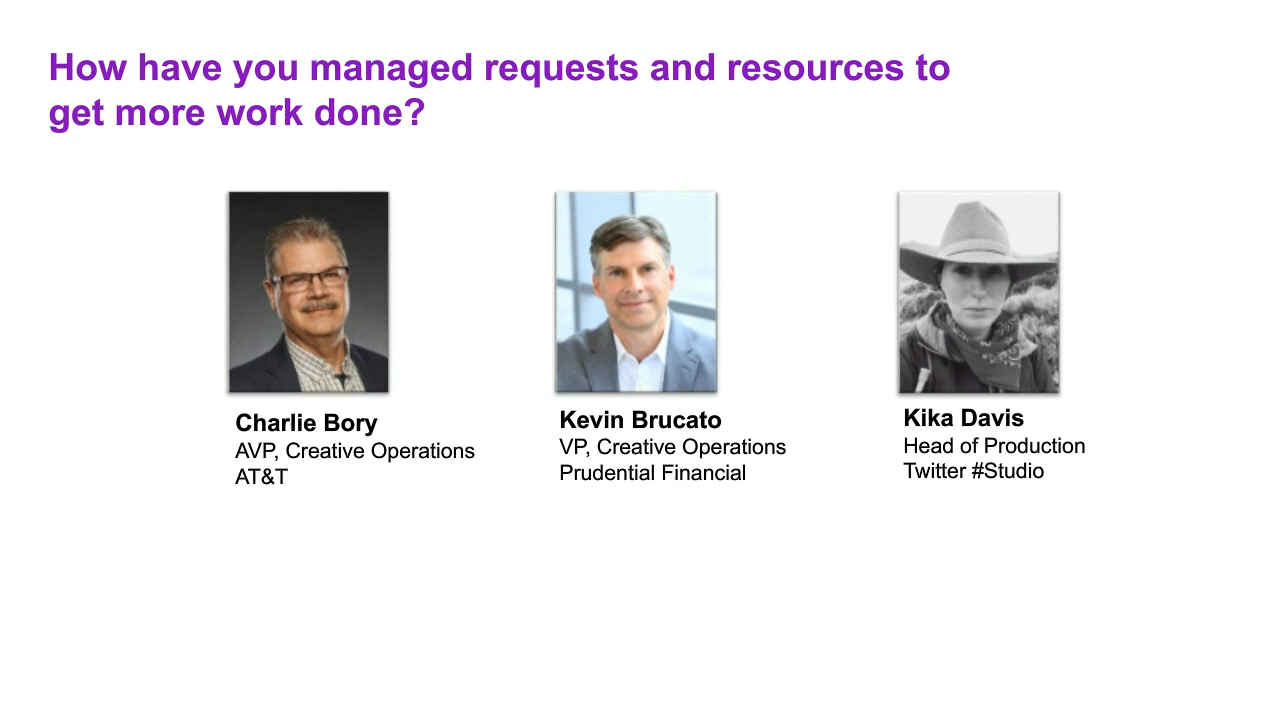 How have you managed requests and resources to
get more work done?
Charlie Bory
AVP, Creative Operations
AT&T
Kevin Brucato
VP, Creative Operations
Prudential Financial
Kika Davis
Head of Production
Twitter #Studio